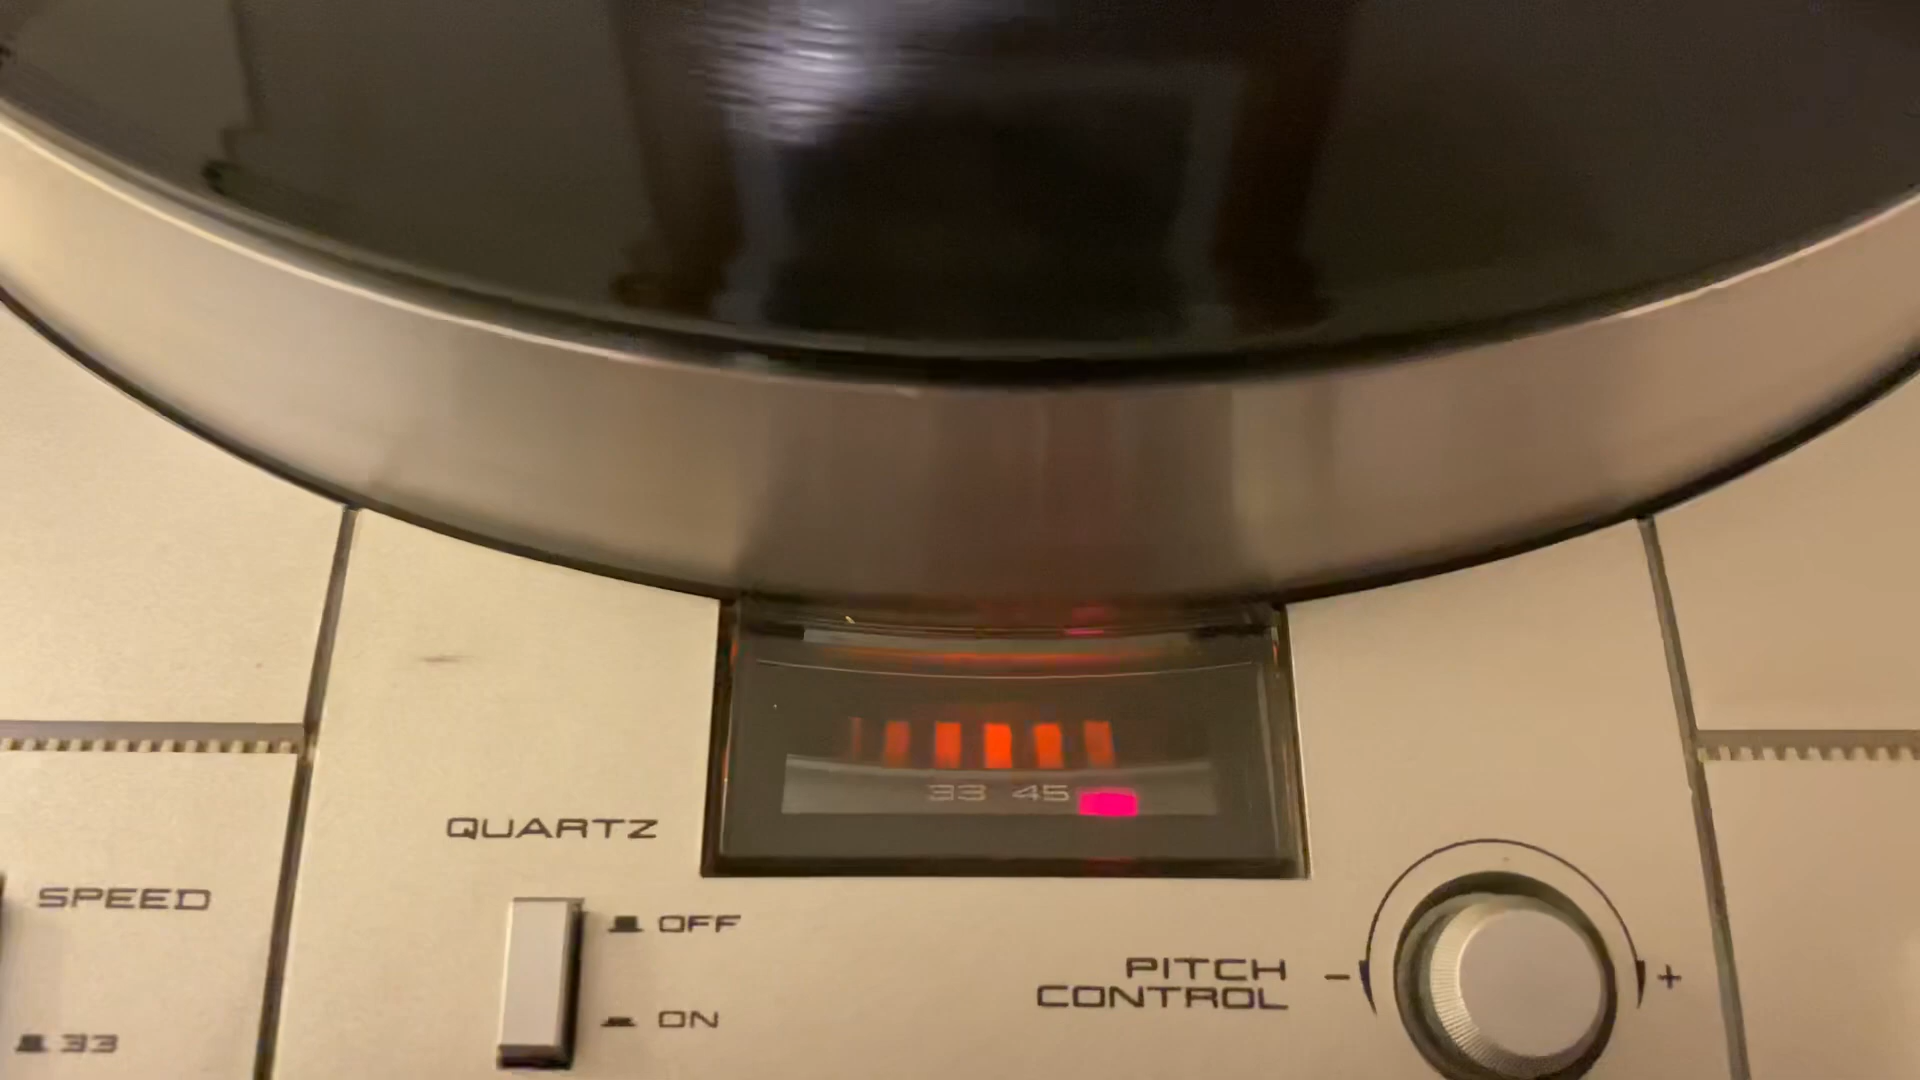 33 45
QUARTZ
SPEED
OFF
PITCH
CONTROL
- +
ON
33